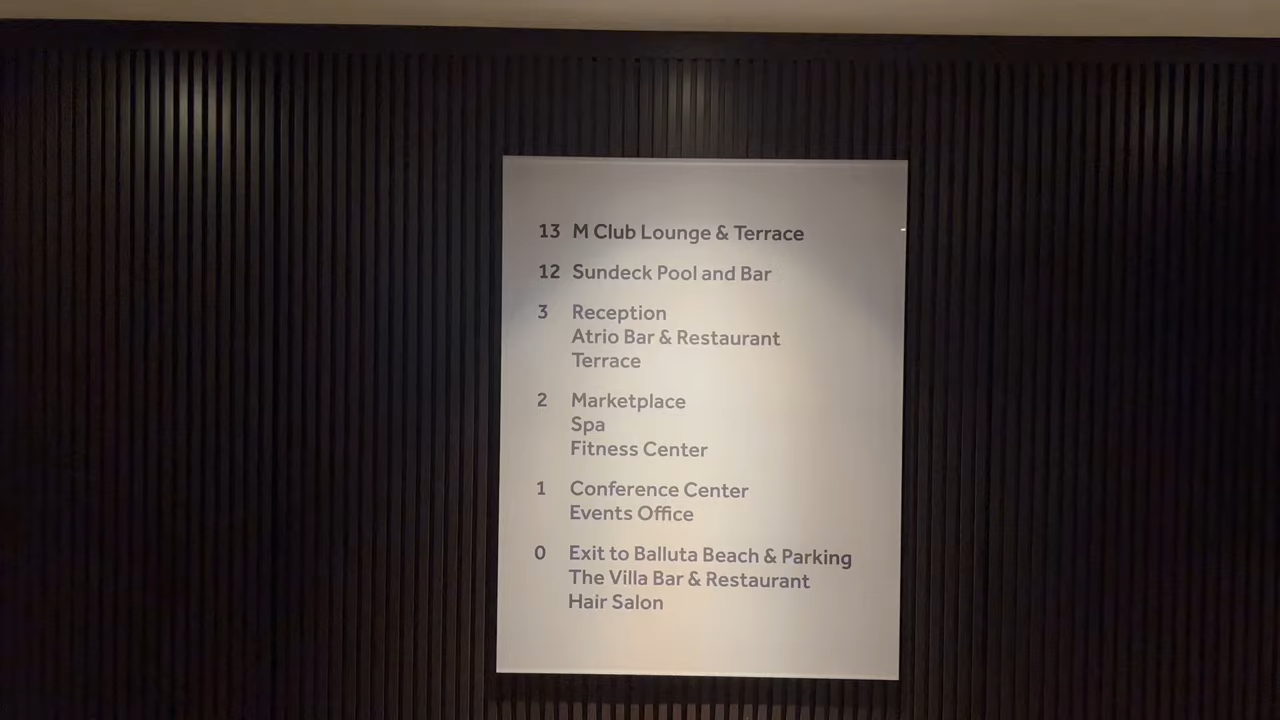 13 M Club Lounge & Terrace
12 Sundeck Pool and Bar
3 Reception
Atrio Bar & Restaurant
Terrace
2 Marketplace
Spa
Fitness Center
1 Conference Center
Events Office
0 Exit to Balluta Beach & Parking
The Villa Bar & Restaurant
Hair Salon